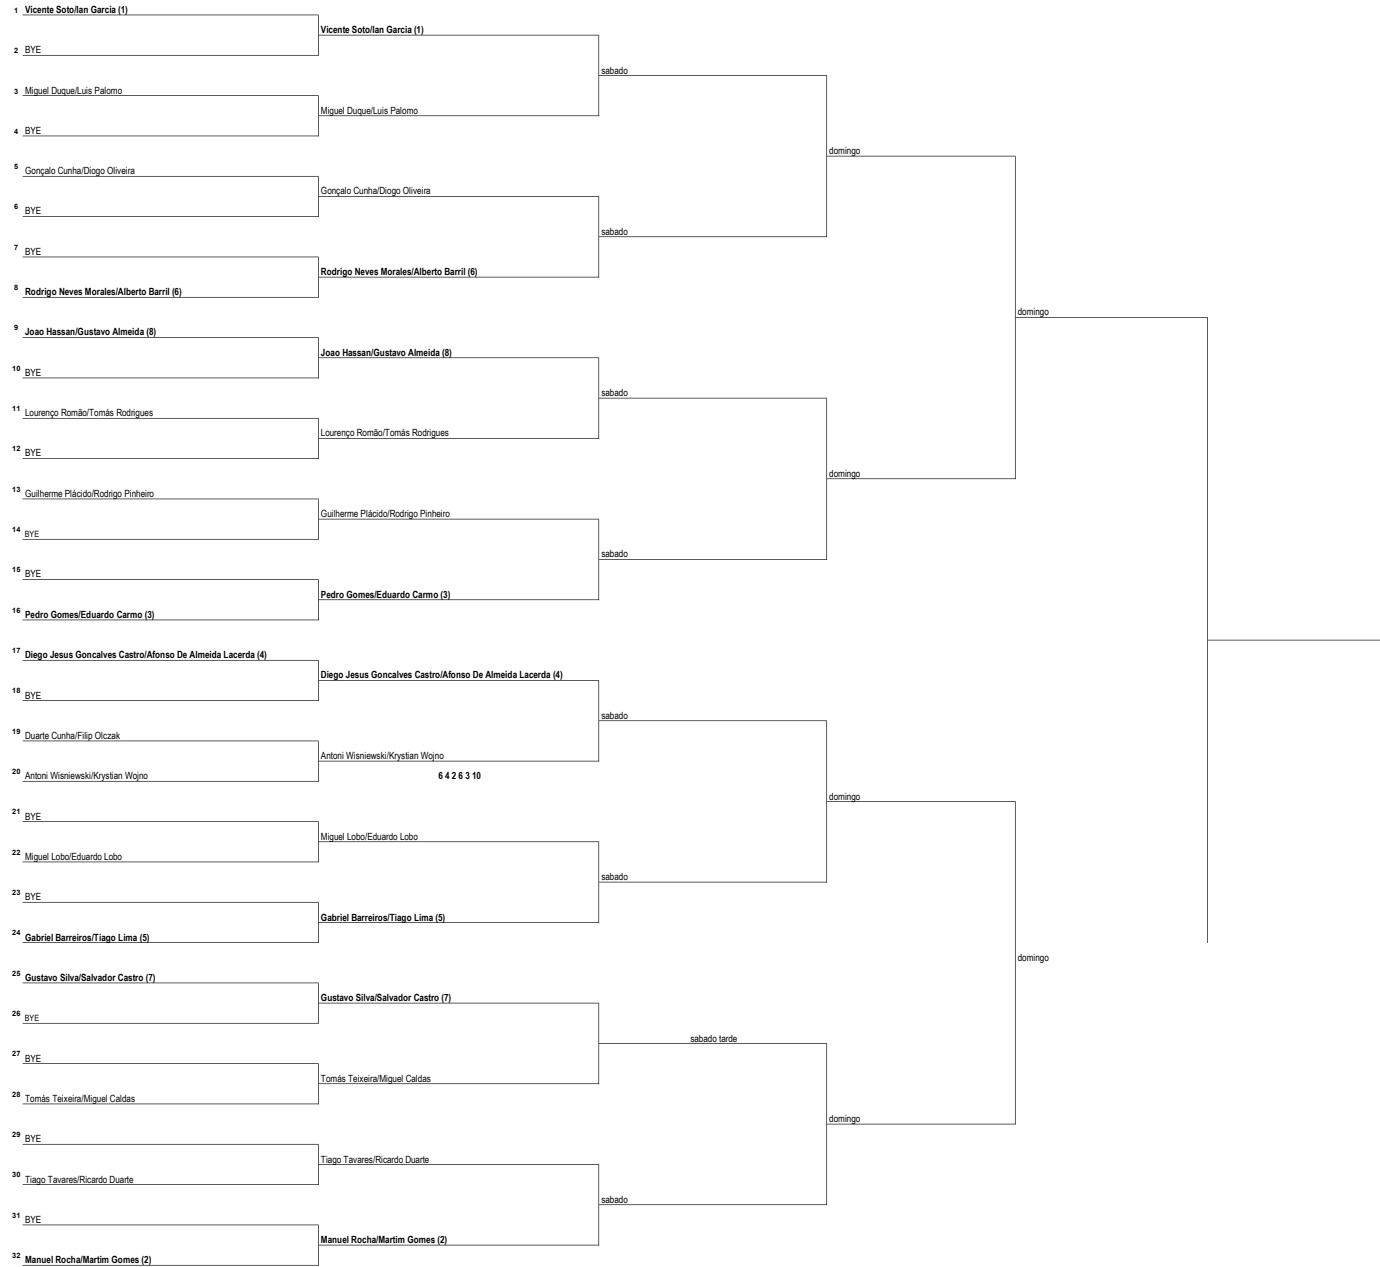 1 Vicente Soto/Ian Garcia (1)
Vicente Soto/Ian Garcia (1)
2 BYE
sabado
3 Miguel Duque/Luis Palomo
Miguel Duque/Luis Palomo
4 BYE
domingo
5 Gonçalo Cunha/Diogo Oliveira
Gonçalo Cunha/Diogo Oliveira
6 BYE
sabado
7 BYE
Rodrigo Neves Morales/Alberto Barril (6)
8 Rodrigo Neves Morales/Alberto Barril (6)
domingo
9 Joao Hassan/Gustavo Almeida (8)
Joao Hassan/Gustavo Almeida (8)
10 BYE
sabado
11 Lourenço Romão/Tomás Rodrigues
Lourenço Romão/Tomás Rodrigues
12 BYE
domingo
13 Guilherme Plácido/Rodrigo Pinheiro
Guilherme Plácido/Rodrigo Pinheiro
14 BYE
sabado
15 BYE
Pedro Gomes/Eduardo Carmo (3)
16 Pedro Gomes/Eduardo Carmo (3)
17 Diego Jesus Goncalves Castro/Afonso De Almeida Lacerda (4)
Diego Jesus Goncalves Castro/Afonso De Almeida Lacerda (4)
18 BYE
sabado
19 Duarte Cunha/Filip Olczak
Antoni Wisniewski/Krystian Wojno
20 Antoni Wisniewski/Krystian Wojno
6 4 2 6 3 10
domingo
21 BYE
Miguel Lobo/Eduardo Lobo
22 Miguel Lobo/Eduardo Lobo
sabado
23 BYE
Gabriel Barreiros/Tiago Lima (5)
24 Gabriel Barreiros/Tiago Lima (5)
domingo
25 Gustavo Silva/Salvador Castro (7)
Gustavo Silva/Salvador Castro (7)
26 BYE
sabado tarde
27 BYE
Tomás Teixeira/Miguel Caldas
28 Tomás Teixeira/Miguel Caldas
domingo
29 BYE
Tiago Tavares/Ricardo Duarte
30 Tiago Tavares/Ricardo Duarte
sabado
31 BYE
Manuel Rocha/Martim Gomes (2)
32 Manuel Rocha/Martim Gomes (2)